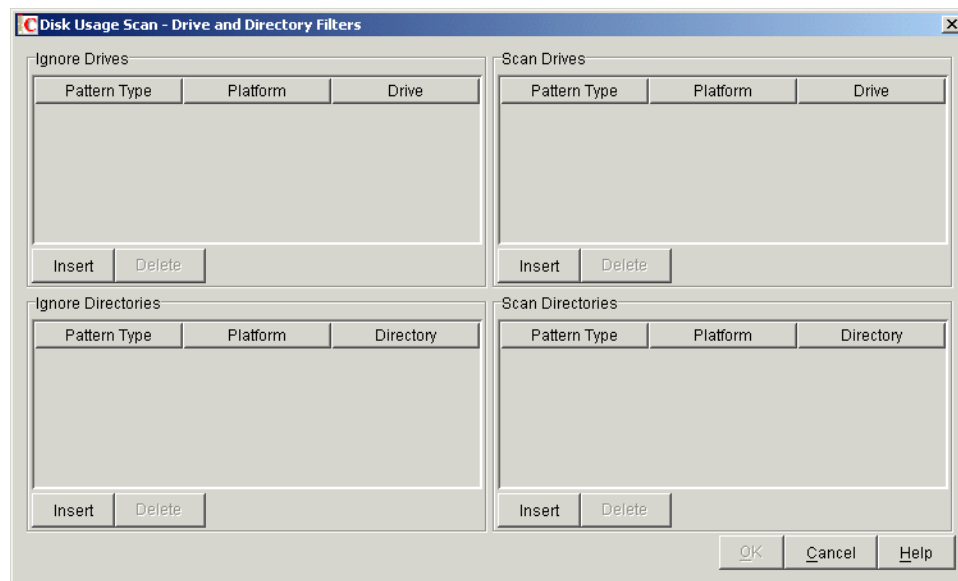 Disk Usage Scan - Drive and Directory Filters
Ignore Drives
Pattern Type Platform Drive
Insert Delete
Scan Drives
Pattern Type Platform Drive
Insert Delete
Ignore Directories
Pattern Type Platform Directory
Insert Delete
Scan Directories
Pattern Type Platform Directory
Insert Delete
OK Cancel Help